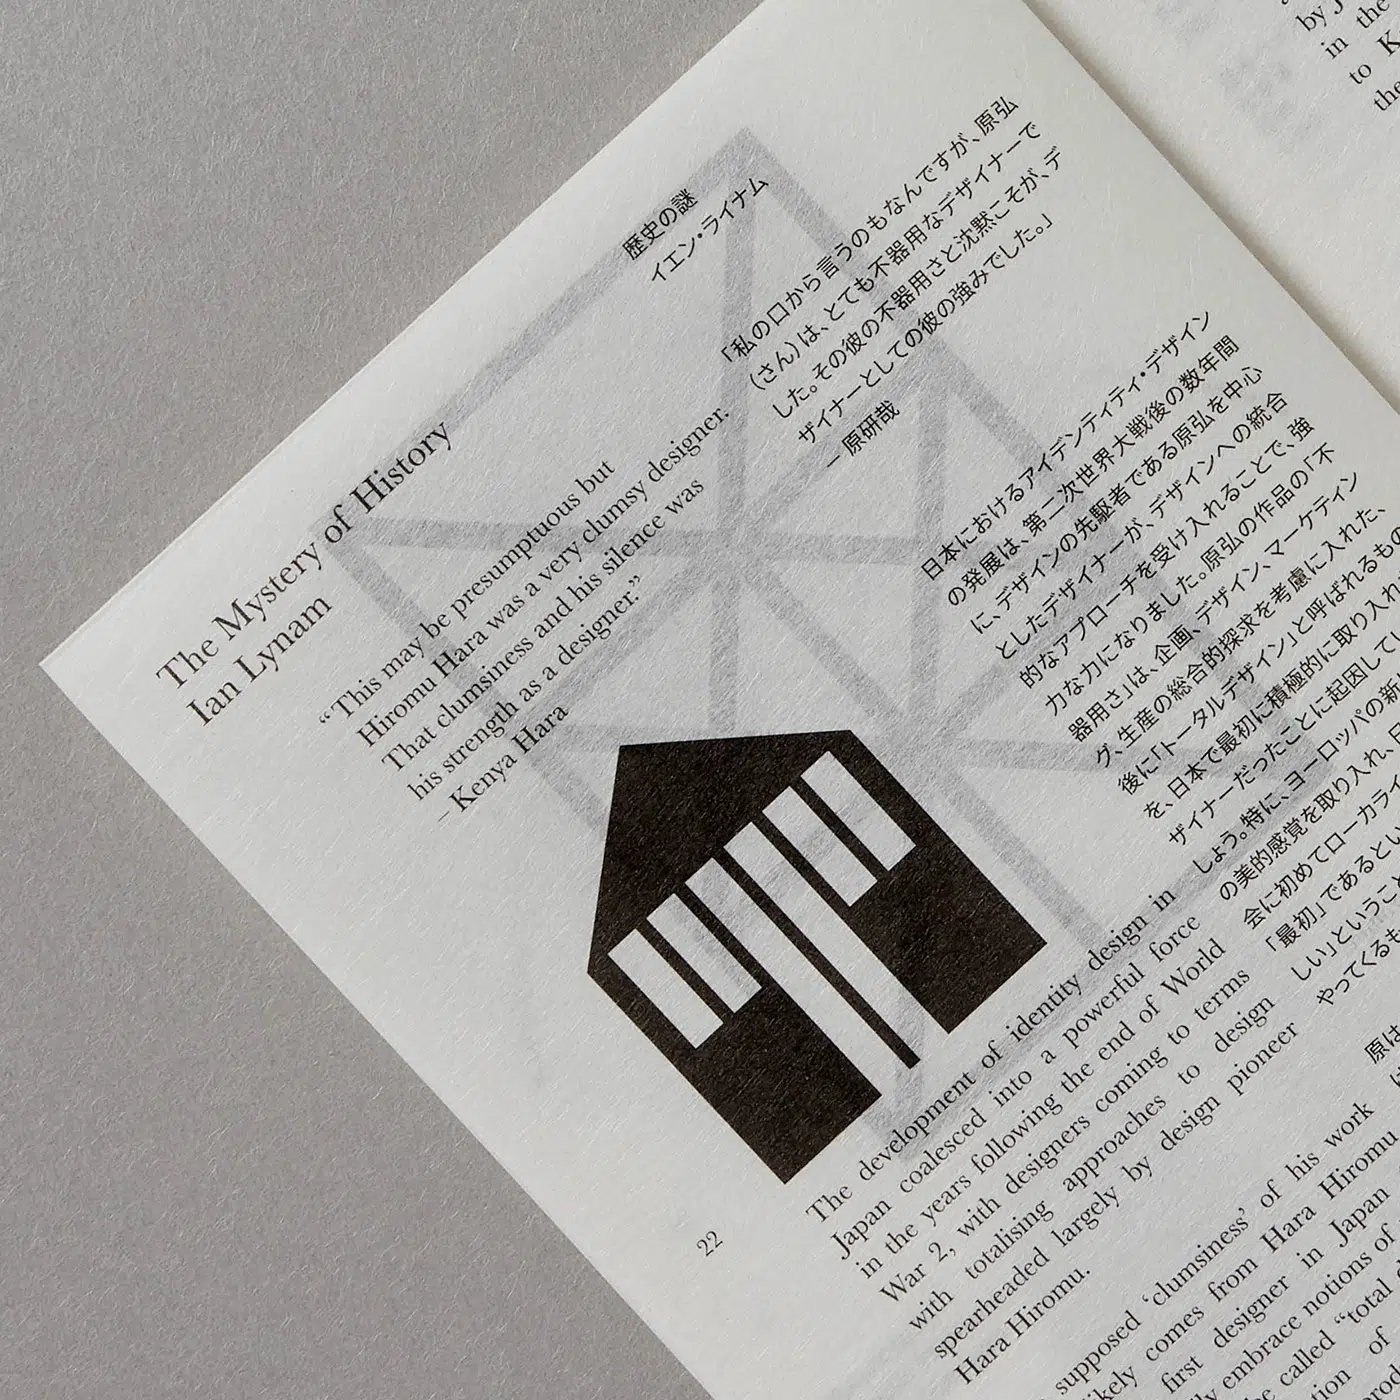 The Mystery of History
Ian Lynam
歴史の謎
イエン・ライナム
“This may be presumptuous but
Hiromu Hara was a very clumsy designer.
That clumsiness and his silence was
his strength as a designer.”
– Kenya Hara
「私の口から言うのもなんですが、原弘
(さん)は、とても不器用なデザイナーで
した。その彼の不器用さと沈黙こそが、デ
ザイナーとしての彼の強みでした。」
– 原研哉
The development of identity design in
Japan coalesced into a powerful force
in the years following the end of World
War 2, with designers coming to terms
with totalising approaches to design
spearheaded largely by design pioneer
Hara Hiromu.
日本におけるアイデンティティ・デザイン
の発展は、第二次世界大戦後の数年間
に、デザインの先駆者である原弘を中心
としたデザイナーが、デザインへの統合
的なアプローチを受け入れることで、強
力な力になりました。原弘の作品の「不
器用さ」は、企画、デザイン、マーケティン
グ、生産の総合的探求を考慮に入れた、
後に「トータルデザイン」と呼ばれるもの
を、日本で最初に積極的に取り入れ
ザイナーだったことに起因してい
しょう。特に、ヨーロッパの新
の美的感覚を取り入れ、
会に初めてローカライ
「最初」であるとい
しい」ということ
やってくるも
原は
supposed ‘clumsiness’ of his work
likely comes from Hara Hiromu
first designer in Japan
embrace notions of
called “total
of
22
by
in the
to K
the